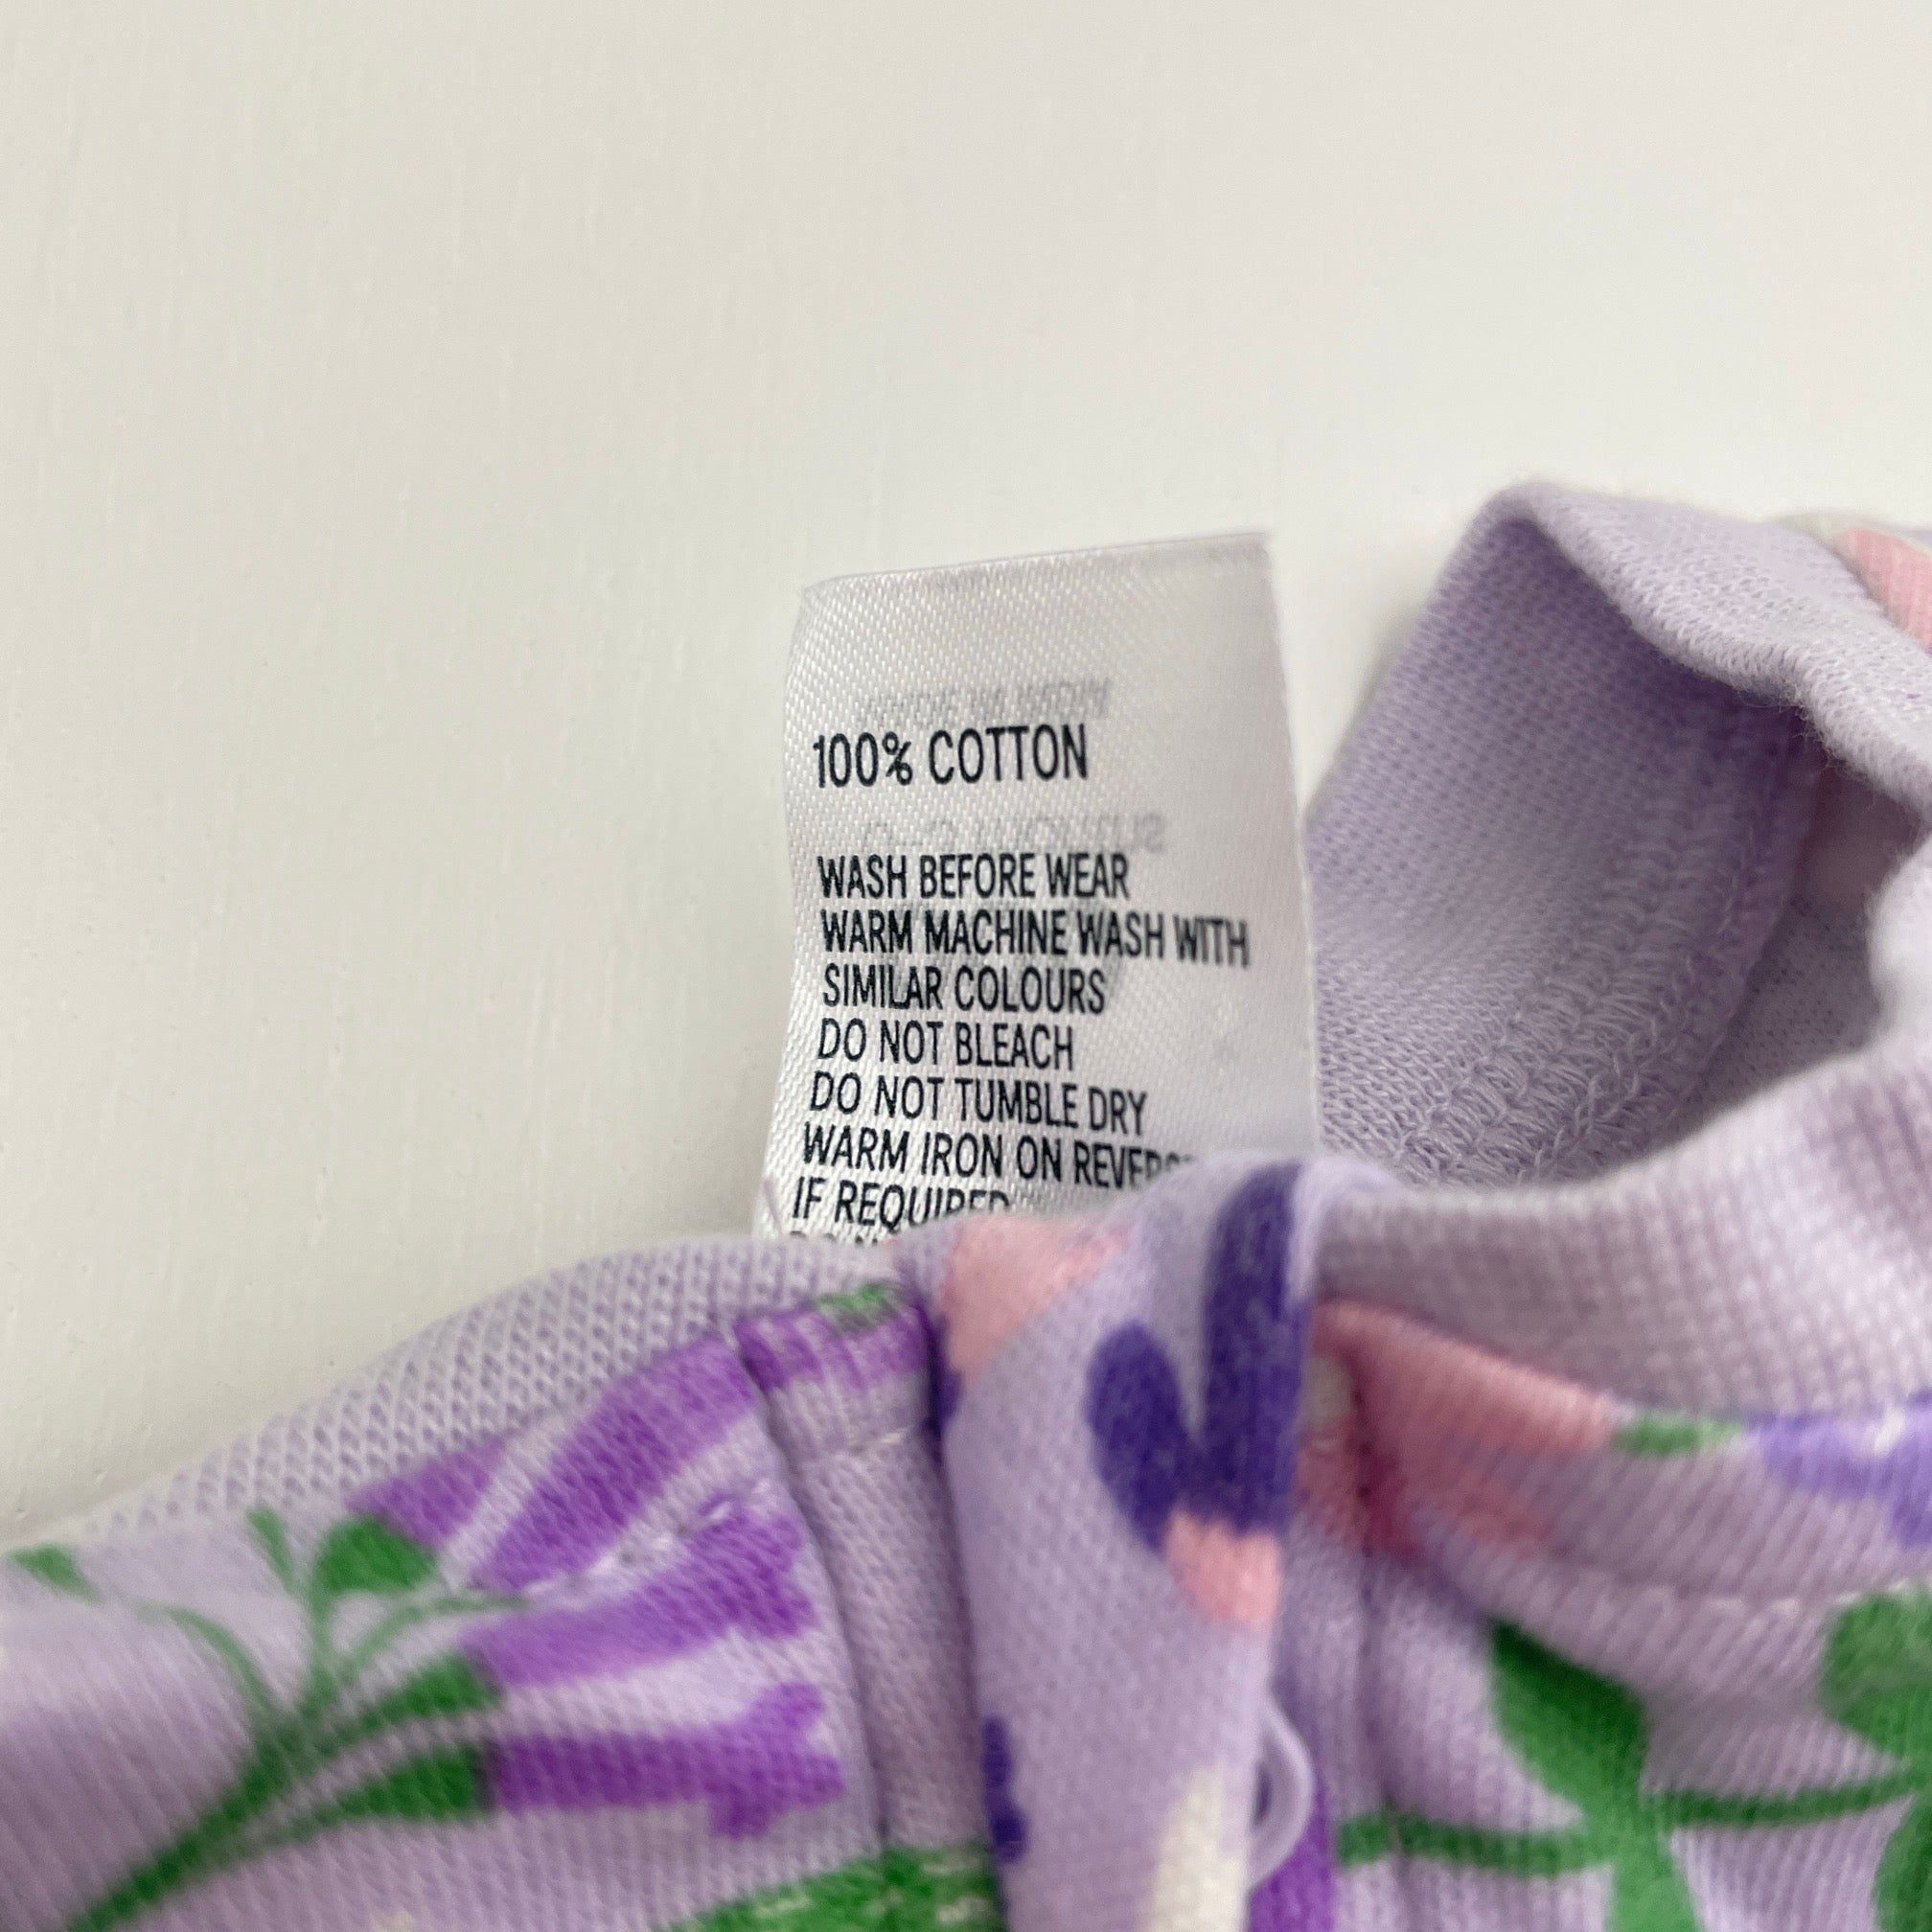 100% COTTON
WASH BEFORE WEAR
WARM MACHINE WASH WITH
SIMILAR COLOURS
DO NOT BLEACH
DO NOT TUMBLE DRY
WARM IRON ON REVERSE
IF REQUIRED